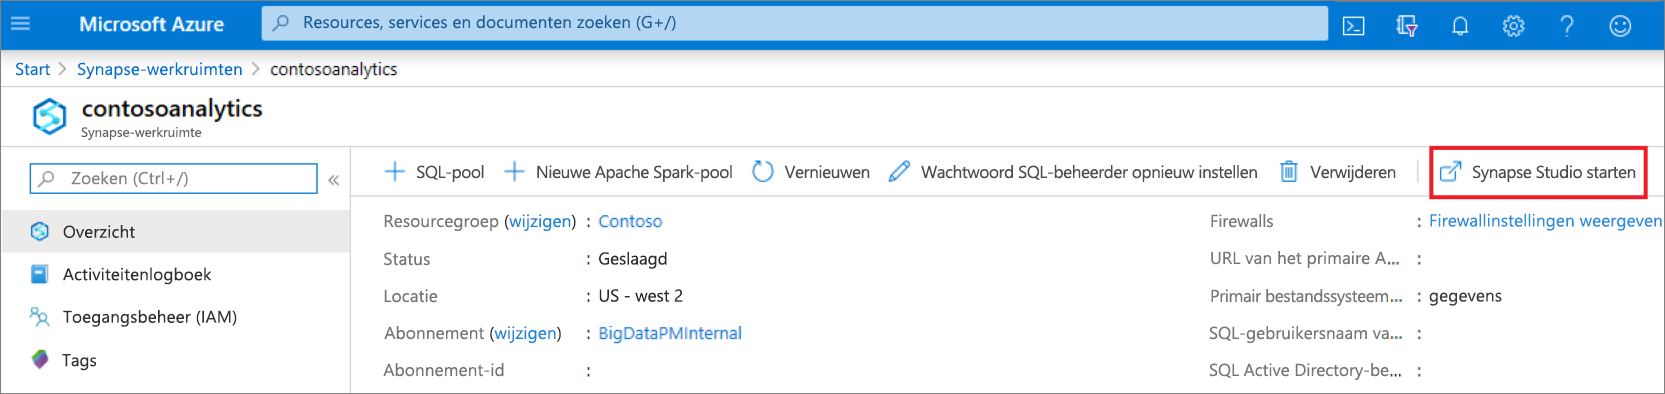 Microsoft Azure
Resources, services en documenten zoeken (G+/)
Start > Synapse-werkruimten > contosoanalytics
contosoanalytics
Synapse-werkruimte
Zoeken (Ctrl+/)
«
Overzicht
Activiteitenlogboek
Toegangsbeheer (IAM)
Tags
+ SQL-pool + Nieuwe Apache Spark-pool Vernieuwen Wachtwoord SQL-beheerder opnieuw instellen Verwijderen Synapse Studio starten
Resourcegroep (wijzigen) : Contoso
Status : Geslaagd
Locatie : US - west 2
Abonnement (wijzigen) : BigDataPMInternal
Abonnement-id :
Firewalls : Firewallinstellingen weergeven
URL van het primaire A... :
Primair bestandssysteem... : gegevens
SQL-gebruikersnaam va... :
SQL Active Directory-be... :